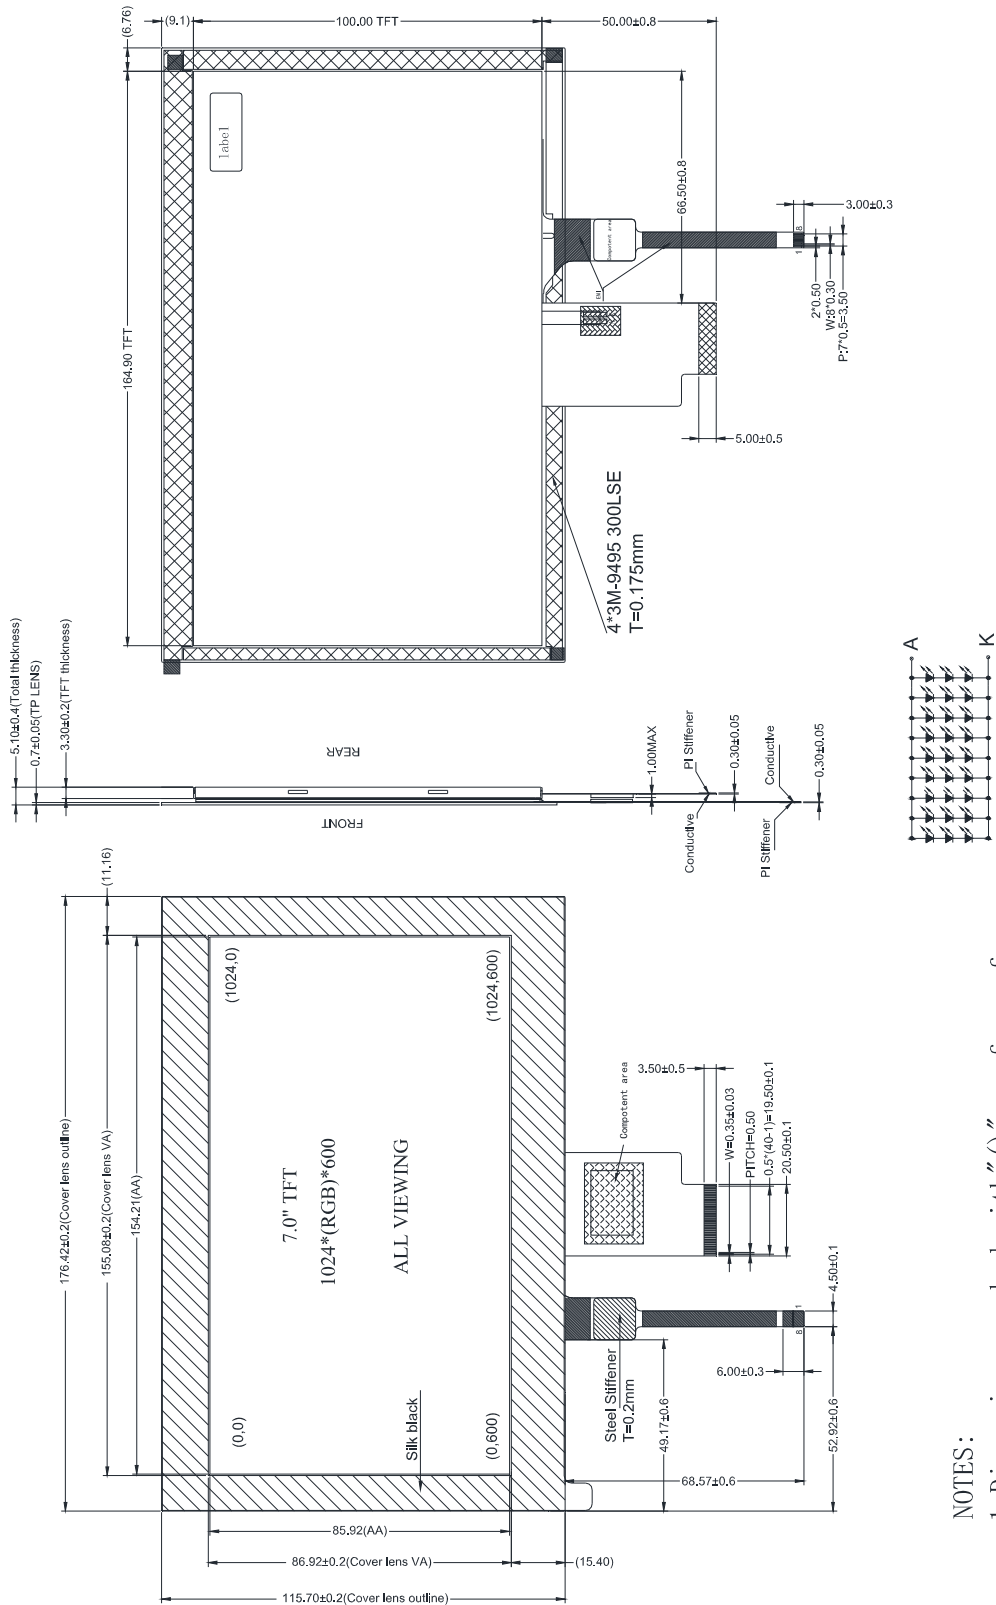 176.42±0.2(Cover lens outline)
155.08±0.2(Cover lens VA)
(11.16)
154.21(AA)
115.70±0.2(Cover lens outline)
86.92±0.2(Cover lens VA)
(15.40)
85.92(AA)
(0,0)
(1024,0)
7.0" TFT
1024*(RGB)*600
ALL VIEWING
Silk black
(0,600)
(1024,600)
Steel Stiffener
T=0.2mm
49.17±0.6
68.57±0.6
6.00±0.3
8
1
52.92±0.6
4.50±0.1
Compotent area
3.50±0.5
W=0.35±0.03
PITCH=0.50
0.5*(40-1)=19.50±0.1
20.50±0.1
5.10±0.4(Total thickness)
0.7±0.05(TP LENS)
3.30±0.2(TFT thickness)
FRONT
REAR
1.00MAX
Conductive
PI Stiffener
0.30±0.05
PI Stiffener
Conductive
0.30±0.05
164.90 TFT
(6.76)
(9.1)
100.00 TFT
50.00±0.8
label
66.50±0.8
Compotent area
EMI
3.00±0.3
1
8
2*0.50
W:8*0.30
P:7*0.5=3.50
5.00±0.5
4*3M-9495 300LSE
T=0.175mm
A
K
NOTES: